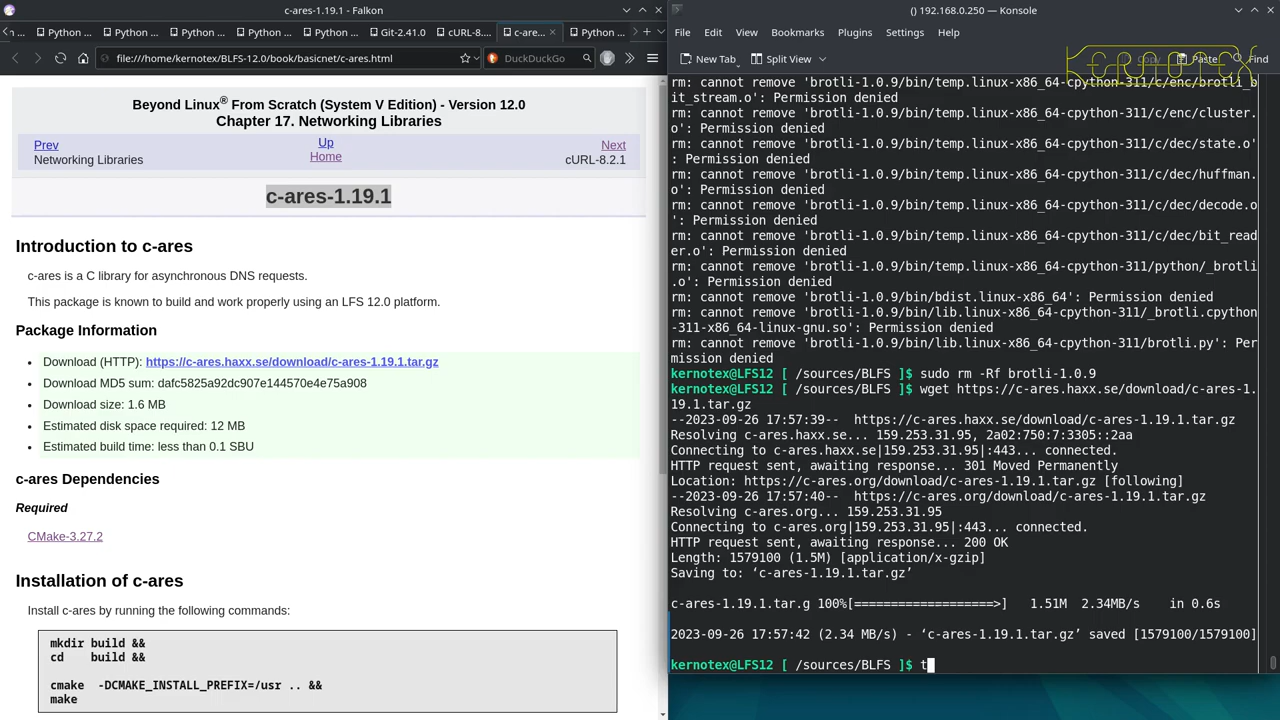 c-ares-1.19.1 - Falkon
n ... Python ... Python ... Python ... Python ... Python ... Git-2.41.0 cURL-8.... c-are... Python ...
file:///home/kernotex/BLFS-12.0/book/basicnet/c-ares.html
DuckDuckGo
Beyond Linux® From Scratch (System V Edition) - Version 12.0
Chapter 17. Networking Libraries
Prev
Up
Next
Networking Libraries
Home
cURL-8.2.1
c-ares-1.19.1
Introduction to c-ares
c-ares is a C library for asynchronous DNS requests.
This package is known to build and work properly using an LFS 12.0 platform.
Package Information
• Download (HTTP): https://c-ares.haxx.se/download/c-ares-1.19.1.tar.gz
• Download MD5 sum: dafc5825a92dc907e144570e4e75a908
• Download size: 1.6 MB
• Estimated disk space required: 12 MB
• Estimated build time: less than 0.1 SBU
c-ares Dependencies
Required
CMake-3.27.2
Installation of c-ares
Install c-ares by running the following commands:
mkdir build &&
cd    build &&
cmake  -DCMAKE_INSTALL_PREFIX=/usr .. &&
make
() 192.168.0.250 — Konsole
File Edit View Bookmarks Plugins Settings Help
New Tab Split View Copy Paste Find
KERNOTEX
rm: cannot remove 'brotli-1.0.9/bin/temp.linux-x86_64-cpython-311/c/enc/brotli_b
it_stream.o': Permission denied
rm: cannot remove 'brotli-1.0.9/bin/temp.linux-x86_64-cpython-311/c/enc/cluster.
o': Permission denied
rm: cannot remove 'brotli-1.0.9/bin/temp.linux-x86_64-cpython-311/c/dec/state.o'
: Permission denied
rm: cannot remove 'brotli-1.0.9/bin/temp.linux-x86_64-cpython-311/c/dec/huffman.
o': Permission denied
rm: cannot remove 'brotli-1.0.9/bin/temp.linux-x86_64-cpython-311/c/dec/decode.o
': Permission denied
rm: cannot remove 'brotli-1.0.9/bin/temp.linux-x86_64-cpython-311/c/dec/bit_read
er.o': Permission denied
rm: cannot remove 'brotli-1.0.9/bin/temp.linux-x86_64-cpython-311/python/_brotli
.o': Permission denied
rm: cannot remove 'brotli-1.0.9/bin/bdist.linux-x86_64': Permission denied
rm: cannot remove 'brotli-1.0.9/bin/lib.linux-x86_64-cpython-311/_brotli.cpython
-311-x86_64-linux-gnu.so': Permission denied
rm: cannot remove 'brotli-1.0.9/bin/lib.linux-x86_64-cpython-311/brotli.py': Per
mission denied
kernotex@LFS12 [ /sources/BLFS ]$ sudo rm -Rf brotli-1.0.9
kernotex@LFS12 [ /sources/BLFS ]$ wget https://c-ares.haxx.se/download/c-ares-1.
19.1.tar.gz
--2023-09-26 17:57:39--  https://c-ares.haxx.se/download/c-ares-1.19.1.tar.gz
Resolving c-ares.haxx.se... 159.253.31.95, 2a02:750:7:3305::2aa
Connecting to c-ares.haxx.se|159.253.31.95|:443... connected.
HTTP request sent, awaiting response... 301 Moved Permanently
Location: https://c-ares.org/download/c-ares-1.19.1.tar.gz [following]
--2023-09-26 17:57:40--  https://c-ares.org/download/c-ares-1.19.1.tar.gz
Resolving c-ares.org... 159.253.31.95
Connecting to c-ares.org|159.253.31.95|:443... connected.
HTTP request sent, awaiting response... 200 OK
Length: 1579100 (1.5M) [application/x-gzip]
Saving to: ‘c-ares-1.19.1.tar.gz’
c-ares-1.19.1.tar.g 100%[===================>]   1.51M  2.34MB/s    in 0.6s
2023-09-26 17:57:42 (2.34 MB/s) - ‘c-ares-1.19.1.tar.gz’ saved [1579100/1579100]
kernotex@LFS12 [ /sources/BLFS ]$ t